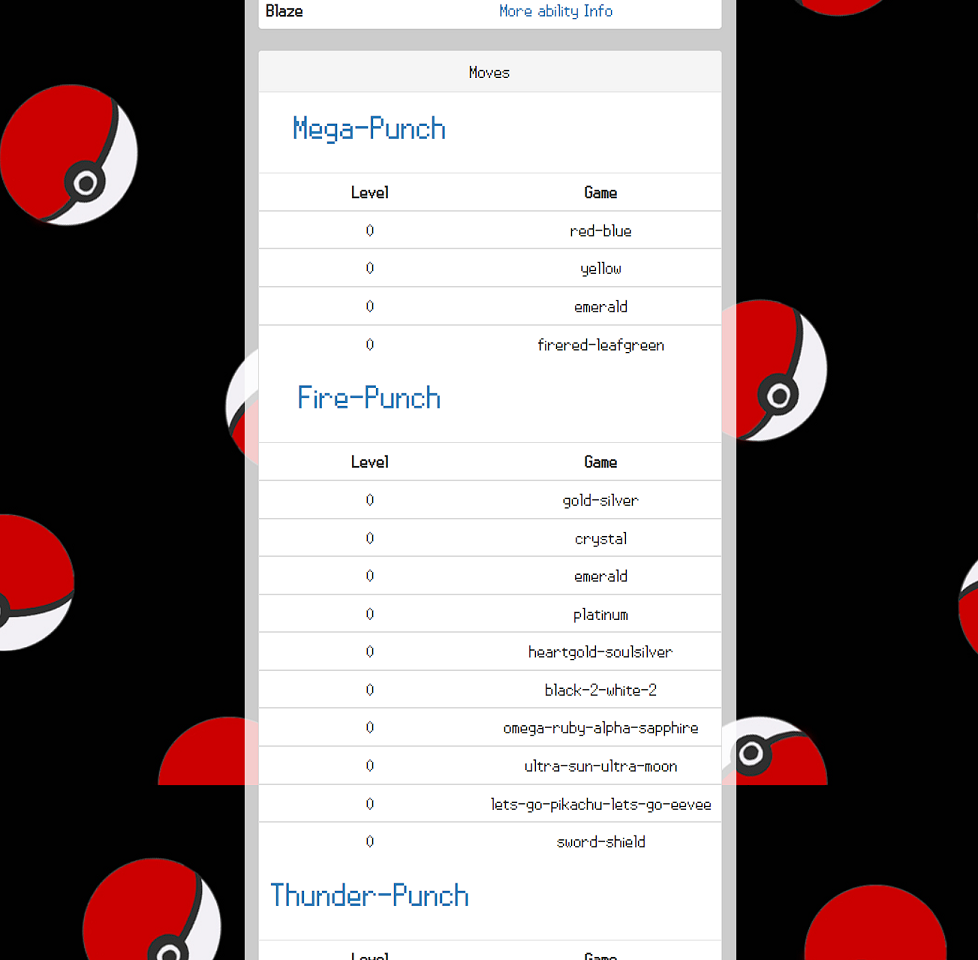 Blaze More ability Info
Moves
Mega-Punch
Level Game
0 red-blue
0 yellow
0 emerald
0 firered-leafgreen
Fire-Punch
Level Game
0 gold-silver
0 crystal
0 emerald
0 platinum
0 heartgold-soulsilver
0 black-2-white-2
0 omega-ruby-alpha-sapphire
0 ultra-sun-ultra-moon
0 lets-go-pikachu-lets-go-eevee
0 sword-shield
Thunder-Punch
Level Game